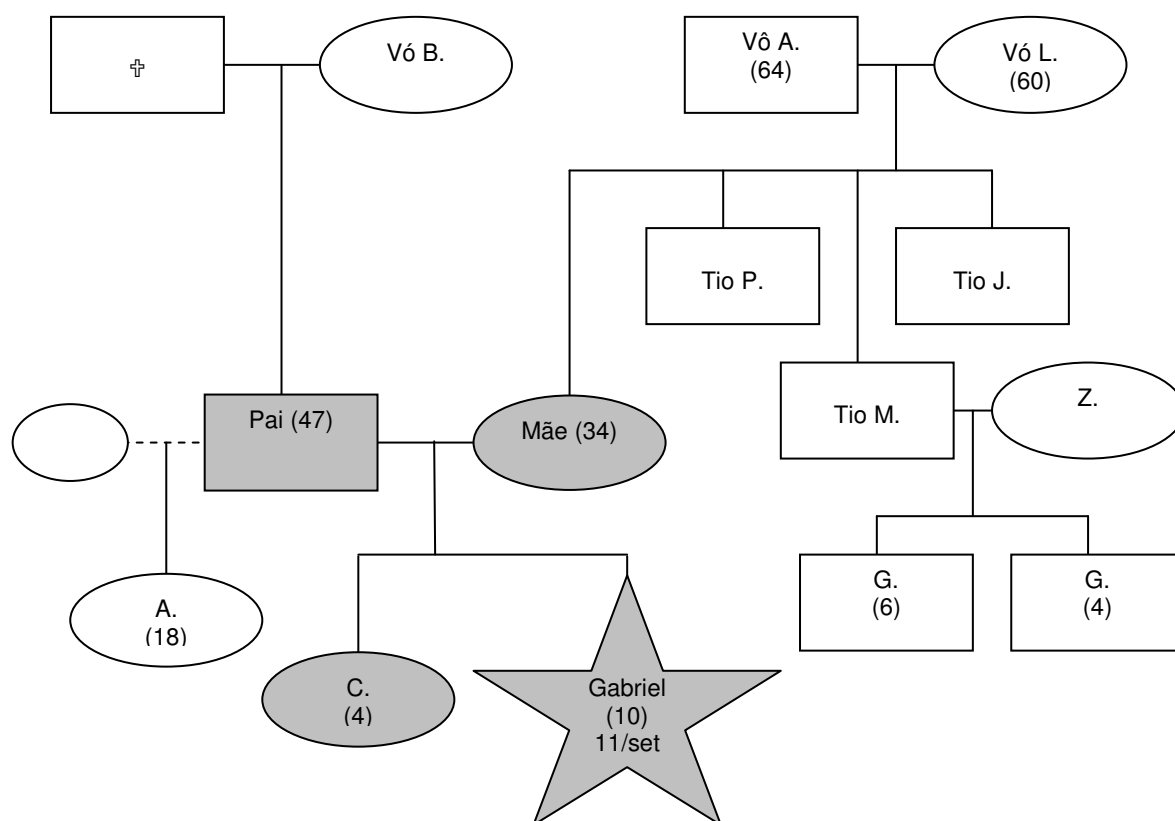 ✞
Vó B.
Vô A.
(64)
Vó L.
(60)
Tio P.
Tio J.
Pai (47)
Mãe (34)
Tio M.
Z.
A.
(18)
C.
(4)
Gabriel
(10)
11/set
G.
(6)
G.
(4)